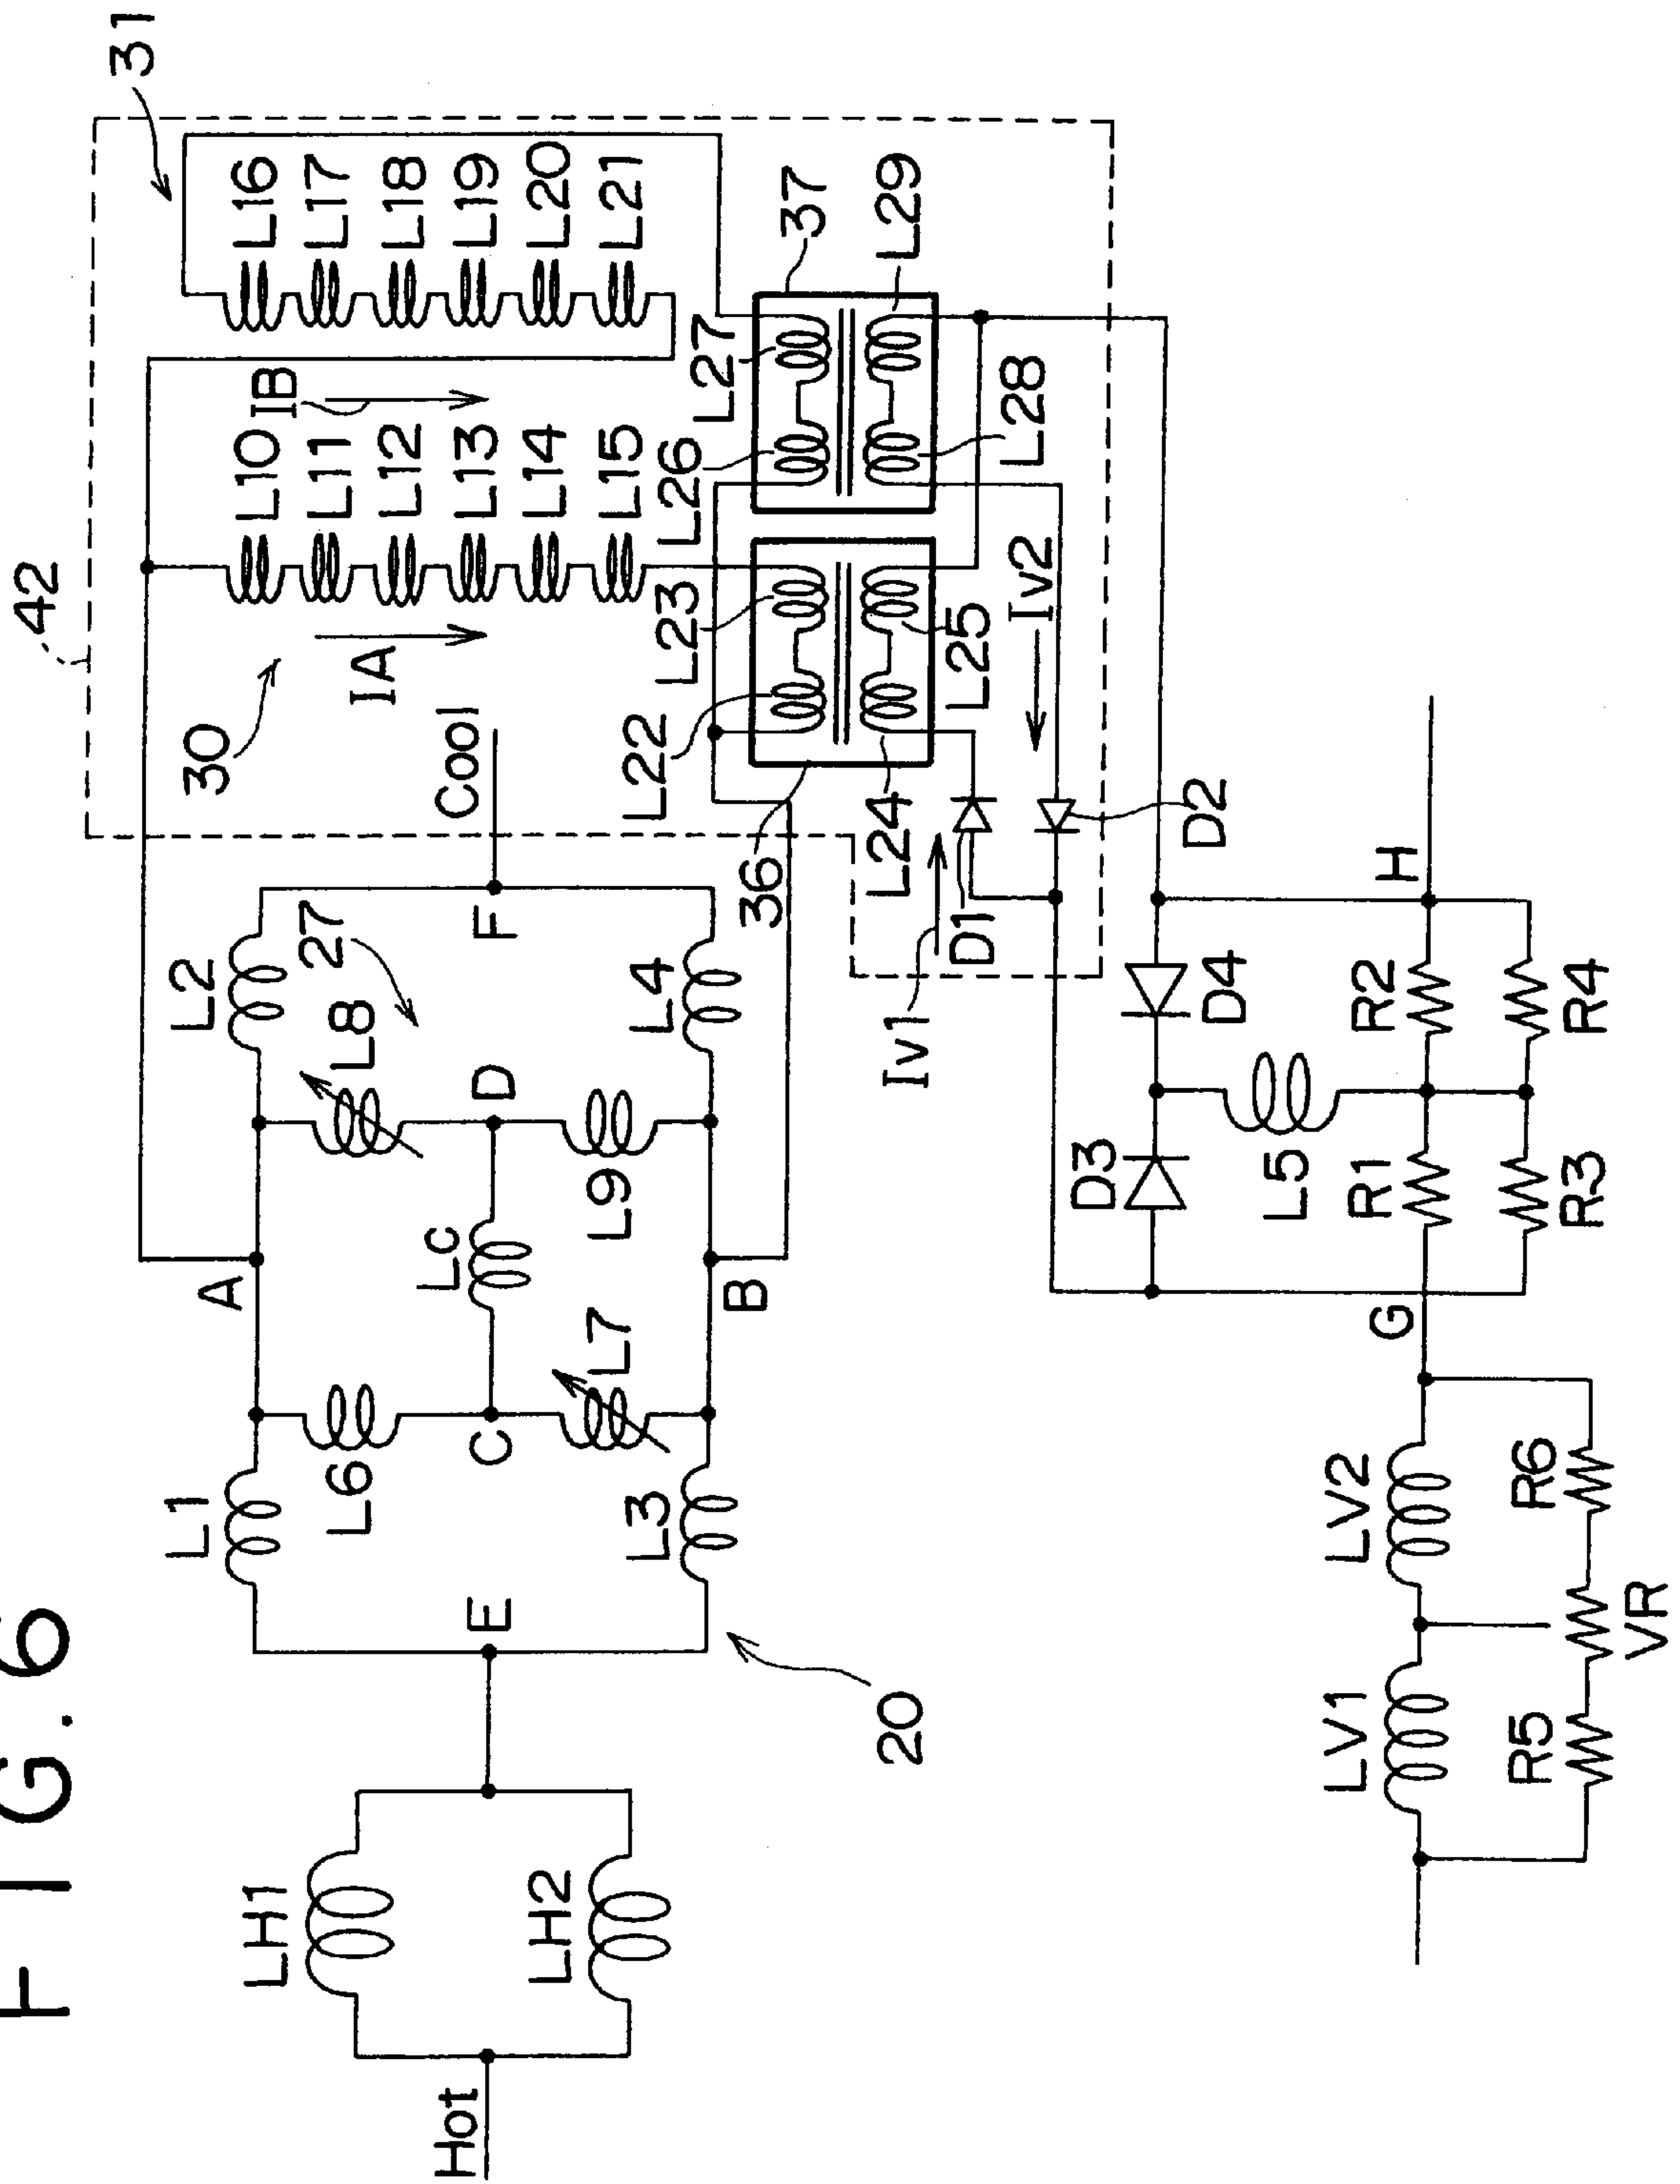 FIG.6
42
31
30
IA
IB
L10
L11
L12
L13
L14
L15
L16
L17
L18
L19
L20
L21
L22
L23
L26
L27
37
36
L24
L25
L28
L29
Iv1
Iv2
D1
D2
Hot
LH1
LH2
E
L1
L2
L3
L4
L6
L7
L8
L9
Lc
A
B
C
D
F
Cool
27
20
D3
D4
L5
G
H
R1
R2
R3
R4
LV1
LV2
R5
VR
R6